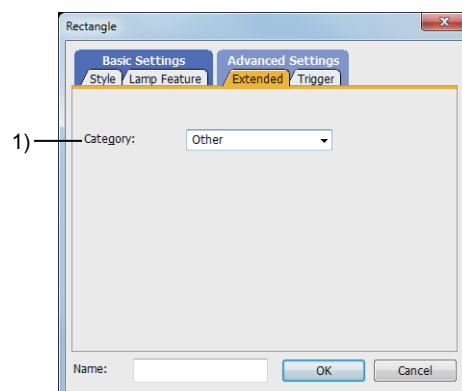 Rectangle
Basic Settings Advanced Settings
Style Lamp Feature Extended Trigger
1) Category: Other
Name: OK Cancel